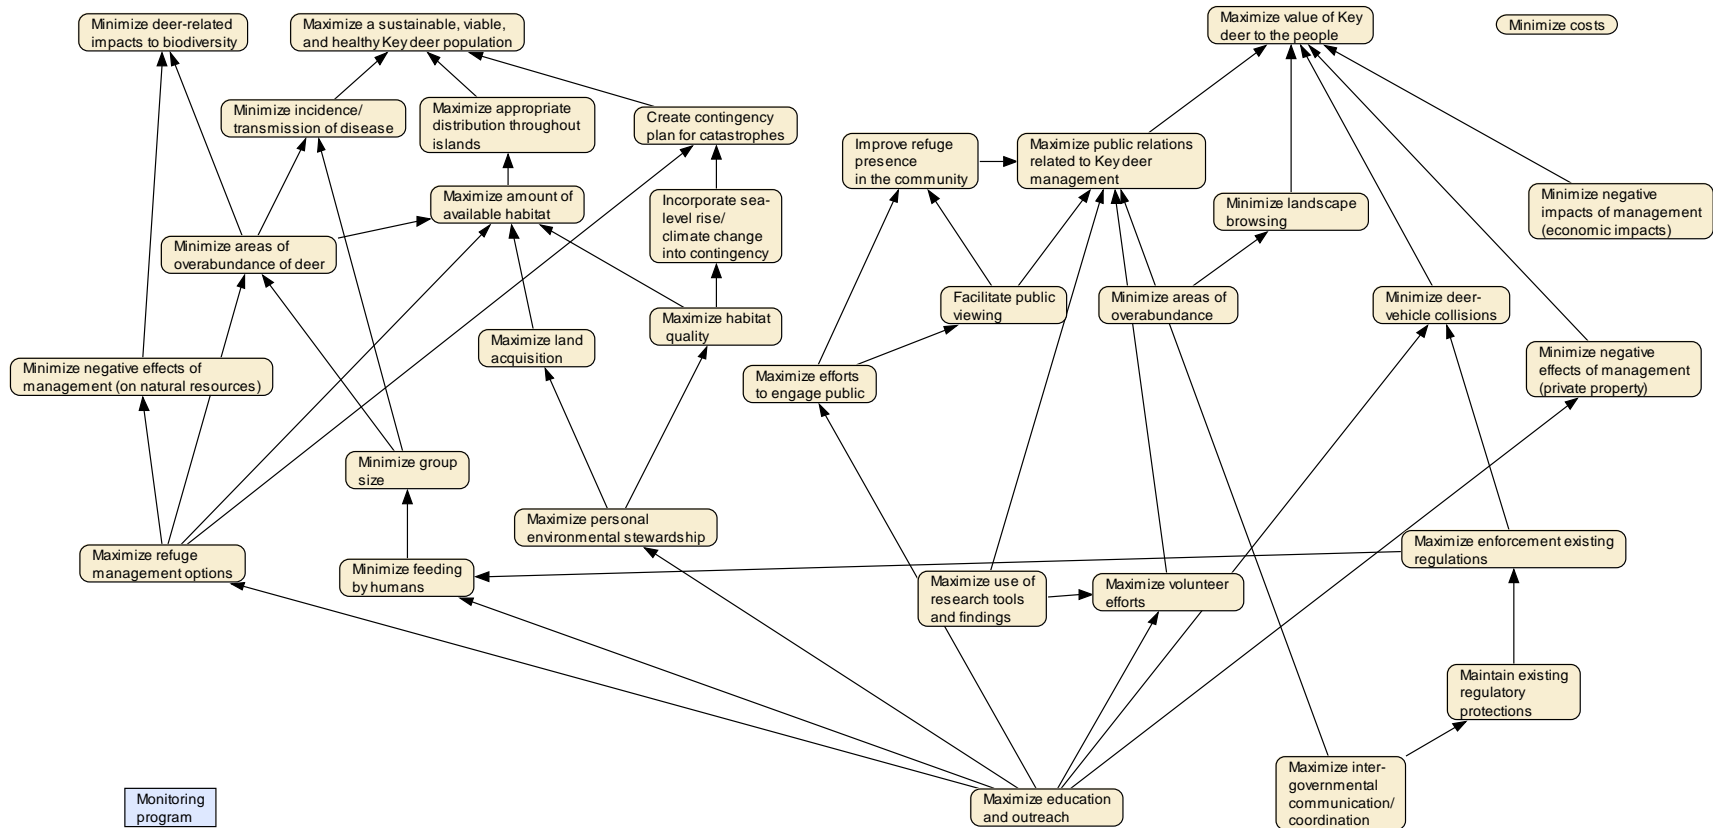 Minimize deer-related
impacts to biodiversity
Maximize a sustainable, viable,
and healthy Key deer population
Maximize value of Key
deer to the people
Minimize costs
Minimize incidence/
transmission of disease
Maximize appropriate
distribution throughout
islands
Create contingency
plan for catastrophes
Improve refuge
presence
in the community
Maximize public relations
related to Key deer
management
Maximize amount of
available habitat
Incorporate sea-
level rise/
climate change
into contingency
Minimize landscape
browsing
Minimize negative
impacts of management
(economic impacts)
Minimize areas of
overabundance of deer
Facilitate public
viewing
Minimize areas of
overabundance
Minimize deer-
vehicle collisions
Maximize habitat
quality
Maximize land
acquisition
Minimize negative effects of
management (on natural resources)
Maximize efforts
to engage public
Minimize negative
effects of management
(private property)
Minimize group
size
Maximize personal
environmental stewardship
Maximize enforcement existing
regulations
Maximize refuge
management options
Minimize feeding
by humans
Maximize use of
research tools
and findings
Maximize volunteer
efforts
Maintain existing
regulatory
protections
Maximize inter-
governmental
communication/
coordination
Maximize education
and outreach
Monitoring
program